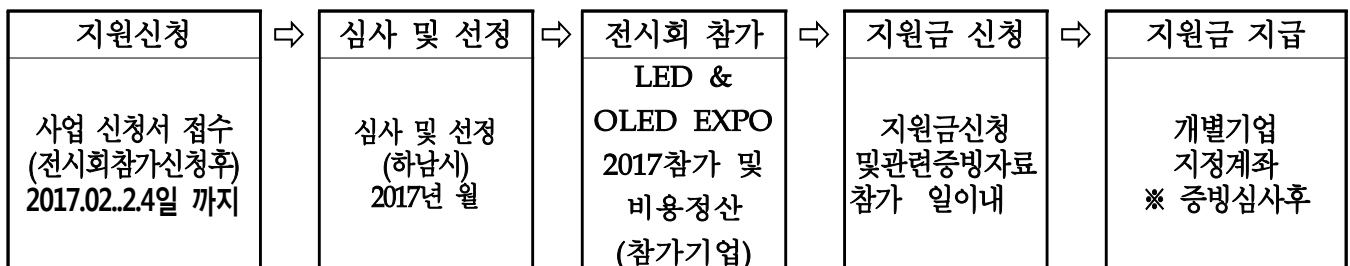 지원신청
사업 신청서 접수
(전시회참가신청후)
2017.02..2.4일 까지
⇨
심사 및 선정
심사 및 선정
(하남시)
2017년 월
⇨
전시회 참가
LED &
OLED EXPO
2017참가 및
비용정산
(참가기업)
⇨
지원금 신청
지원금신청
및관련증빙자료
참가 일이내
⇨
지원금 지급
개별기업
지정계좌
※ 증빙심사후